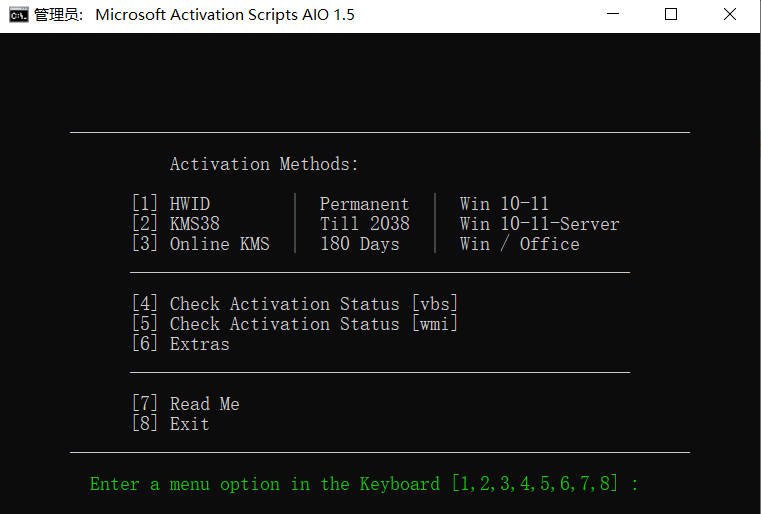 管理员: Microsoft Activation Scripts AIO 1.5
Activation Methods:
[1] HWID | Permanent | Win 10-11
[2] KMS38 | Till 2038 | Win 10-11-Server
[3] Online KMS | 180 Days | Win / Office
[4] Check Activation Status [vbs]
[5] Check Activation Status [wmi]
[6] Extras
[7] Read Me
[8] Exit
Enter a menu option in the Keyboard [1,2,3,4,5,6,7,8] :